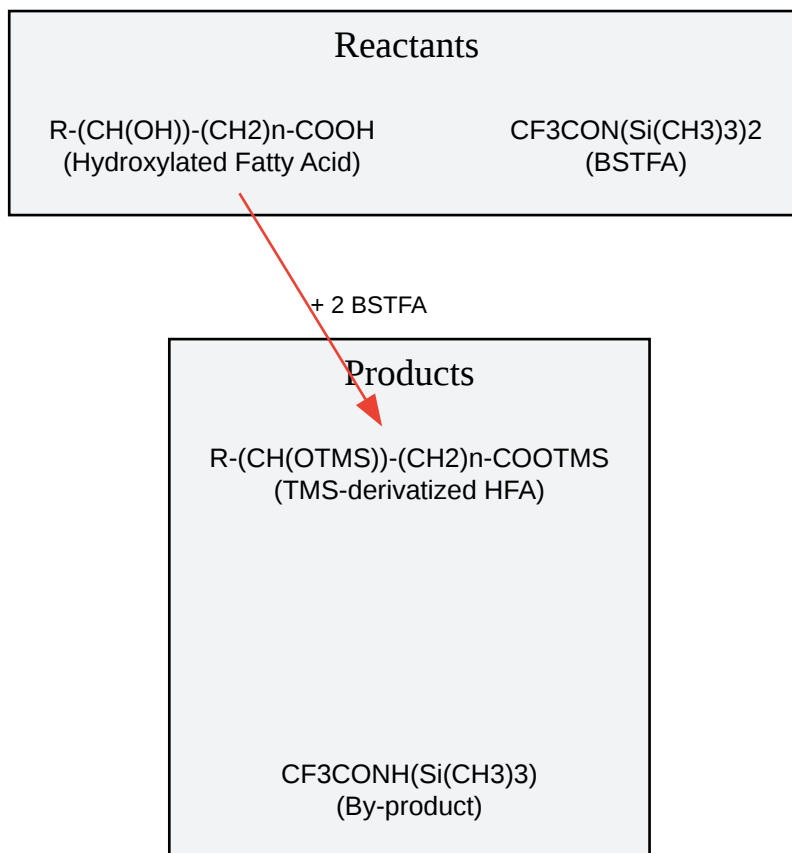 Reactants
R-(CH(OH))-(CH2)n-COOH
(Hydroxylated Fatty Acid)
CF3CON(Si(CH3)3)2
(BSTFA)
+ 2 BSTFA
Products
R-(CH(OTMS))-(CH2)n-COOTMS
(TMS-derivatized HFA)
CF3CONH(Si(CH3)3)
(By-product)